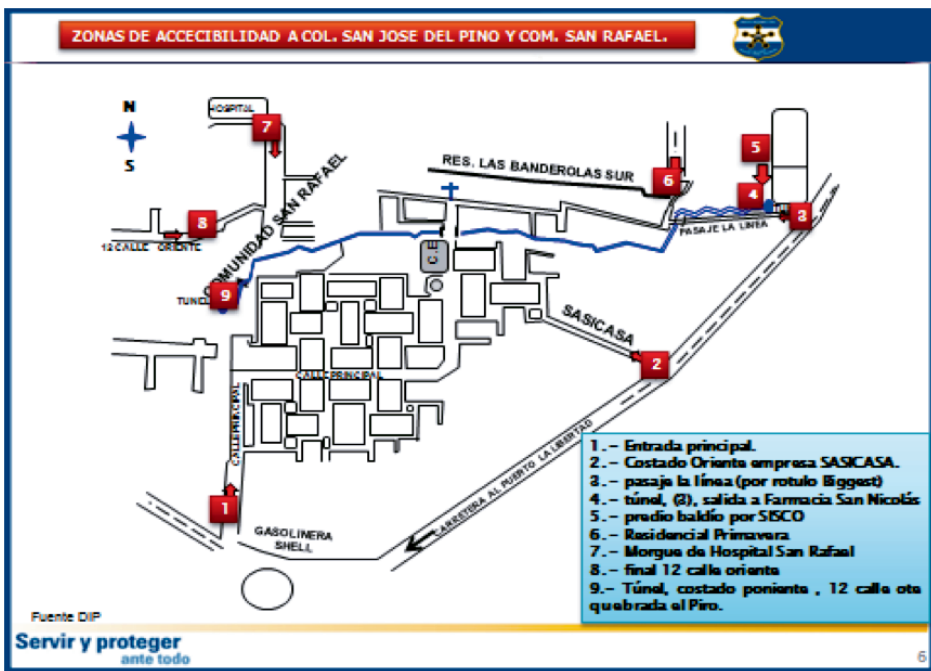 ZONAS DE ACCECIBILIDAD A COL. SAN JOSE DEL PINO Y COM. SAN RAFAEL.
N
S
HOSPITAL
7
RES. LAS BANDEROLAS SUR
6
5
4
3
8
12 CALLE ORIENTE
COMUNIDAD SAN RAFAEL
PASAJE LA LINEA
C.E
TUNEL
9
SASICASA
2
CALLE PRINCIPAL
CALLE PRINCIPAL
1
GASOLINERA
SHELL
CARRETERA AL PUERTO LA LIBERTAD
1.- Entrada principal.
2.- Costado Oriente empresa SASICASA.
3.- pasaje la línea (por rotulo Biggest)
4.- túnel, (3), salida a Farmacia San Nicolás
5.- predio baldío por SISCO
6.- Residencial Primavera
7.- Morgue de Hospital San Rafael
8.- final 12 calle oriente
9.- Túnel, costado poniente , 12 calle ote
quebrada el Piro.
Fuente DIP
Servir y proteger
ante todo
6